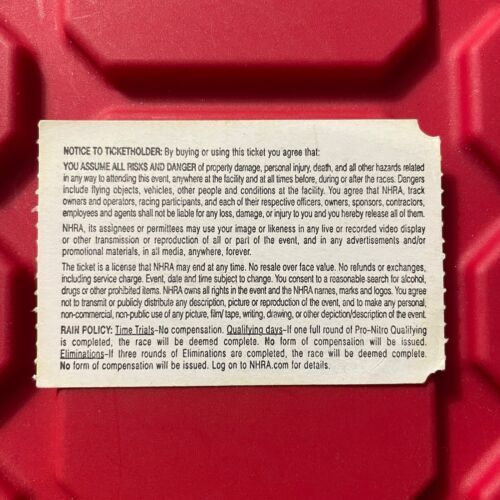 NOTICE TO TICKETHOLDER: By buying or using this ticket you agree that:
YOU ASSUME ALL RISKS AND DANGER of property damage, personal injury, death, and all other hazards related
in any way to attending this event, anywhere at the facility and at all times before, during or after the races. Dangers
include flying objects, vehicles, other people and conditions at the facility. You agree that NHRA, track
owners and operators, racing participants, and each of their respective officers, owners, sponsors, contractors,
employees and agents shall not be liable for any loss, damage, or injury to you and you hereby release all of them.
NHRA, its assignees or permittees may use your image or likeness in any live or recorded video display
or other transmission or reproduction of all or part of the event, and in any advertisements and/or
promotional materials, in all media, anywhere, forever.
The ticket is a license that NHRA may end at any time. No resale over face value. No refunds or exchanges,
including service charge. Event, date and time subject to change. You consent to a reasonable search for alcohol,
drugs or other prohibited items. NHRA owns all rights in the event and the NHRA names, marks and logos. You agree
not to transmit or publicly distribute any description, picture or reproduction of the event, and to make any personal,
non-commercial, non-public use of any picture, film/ tape, writing, drawing, or other depiction/description of the event.
RAIN POLICY: Time Trials-No compensation. Qualifying days-If one full round of Pro-Nitro Qualifying
is completed, the race will be deemed complete. No form of compensation will be issued.
Eliminations-If three rounds of Eliminations are completed, the race will be deemed complete.
No form of compensation will be issued. Log on to NHRA.com for details.